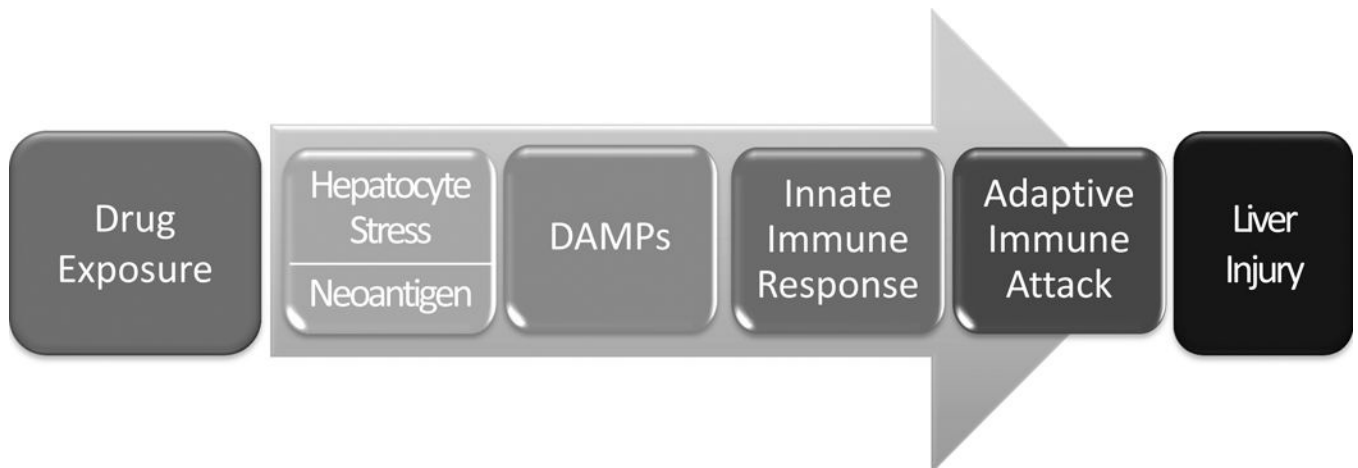 Drug
Exposure
Hepatocyte
Stress
Neoantigen
DAMPs
Innate
Immune
Response
Adaptive
Immune
Attack
Liver
Injury